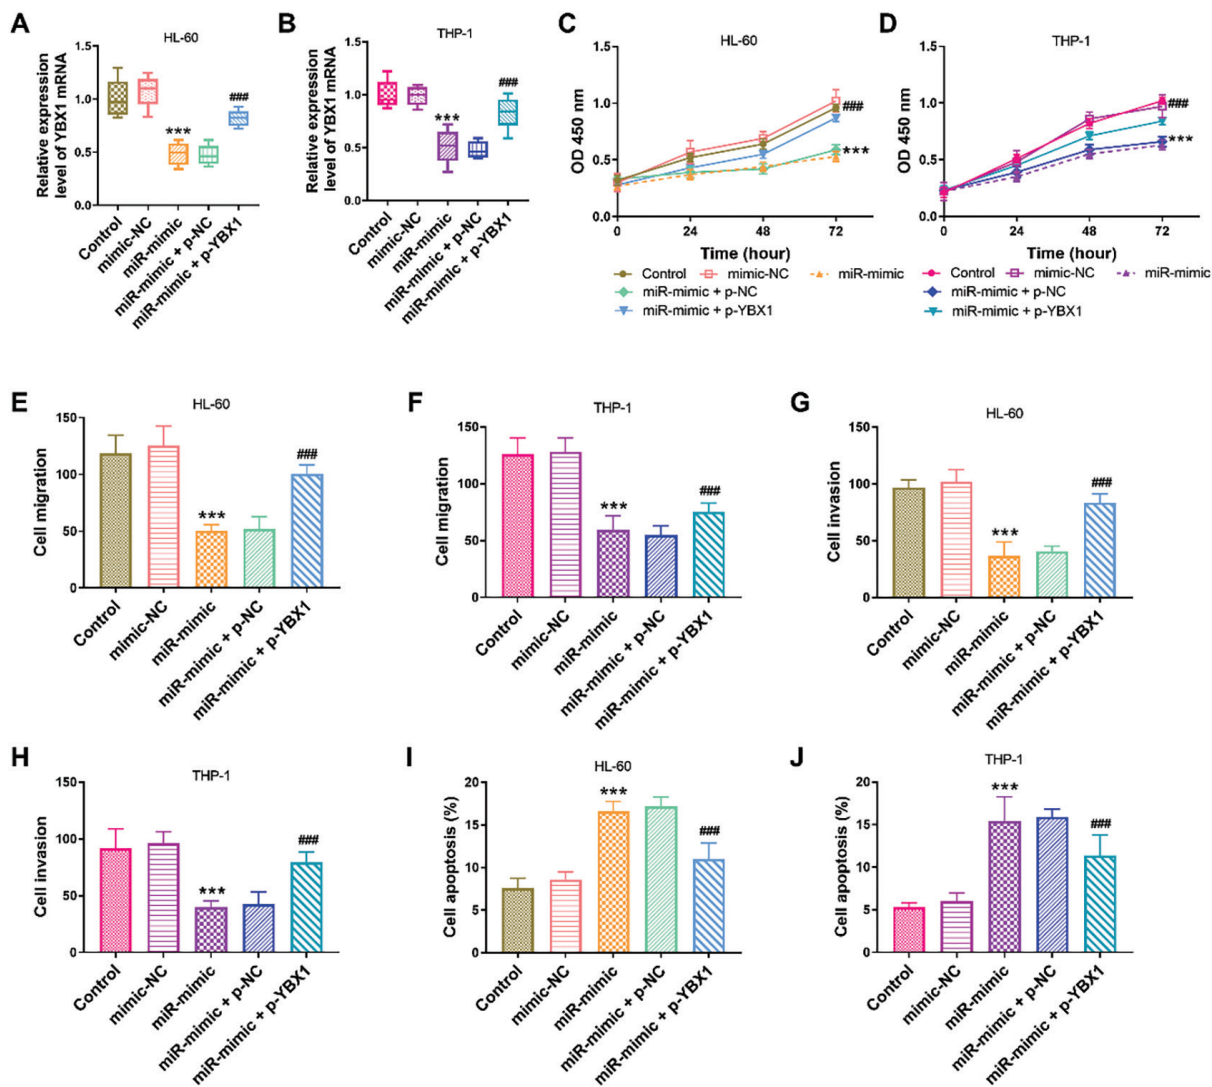 A
HL-60
Relative expression
level of YBX1 mRNA
1.5
1.0
0.5
0.0
***
###
Control
mimic-NC
miR-mimic
miR-mimic + p-NC
miR-mimic + p-YBX1
B
THP-1
Relative expression
level of YBX1 mRNA
1.5
1.0
0.5
0.0
***
###
Control
mimic-NC
miR-mimic
miR-mimic + p-NC
miR-mimic + p-YBX1
C
HL-60
OD 450 nm
1.5
1.0
0.5
0.0
###
***
0 24 48 72
Time (hour)
Control mimic-NC miR-mimic
miR-mimic + p-NC
miR-mimic + p-YBX1
D
THP-1
OD 450 nm
1.5
1.0
0.5
0.0
###
***
0 24 48 72
Time (hour)
Control mimic-NC miR-mimic
miR-mimic + p-NC
miR-mimic + p-YBX1
E
HL-60
Cell migration
150
100
50
0
***
###
Control
mimic-NC
miR-mimic
miR-mimic + p-NC
miR-mimic + p-YBX1
F
THP-1
Cell migration
150
100
50
0
***
###
Control
mimic-NC
miR-mimic
miR-mimic + p-NC
miR-mimic + p-YBX1
G
HL-60
Cell invasion
150
100
50
0
***
###
Control
mimic-NC
miR-mimic
miR-mimic + p-NC
miR-mimic + p-YBX1
H
THP-1
Cell invasion
150
100
50
0
***
###
Control
mimic-NC
miR-mimic
miR-mimic + p-NC
miR-mimic + p-YBX1
I
HL-60
Cell apoptosis (%)
20
15
10
5
0
***
###
Control
mimic-NC
miR-mimic
miR-mimic + p-NC
miR-mimic + p-YBX1
J
THP-1
Cell apoptosis (%)
20
15
10
5
0
***
###
Control
mimic-NC
miR-mimic
miR-mimic + p-NC
miR-mimic + p-YBX1